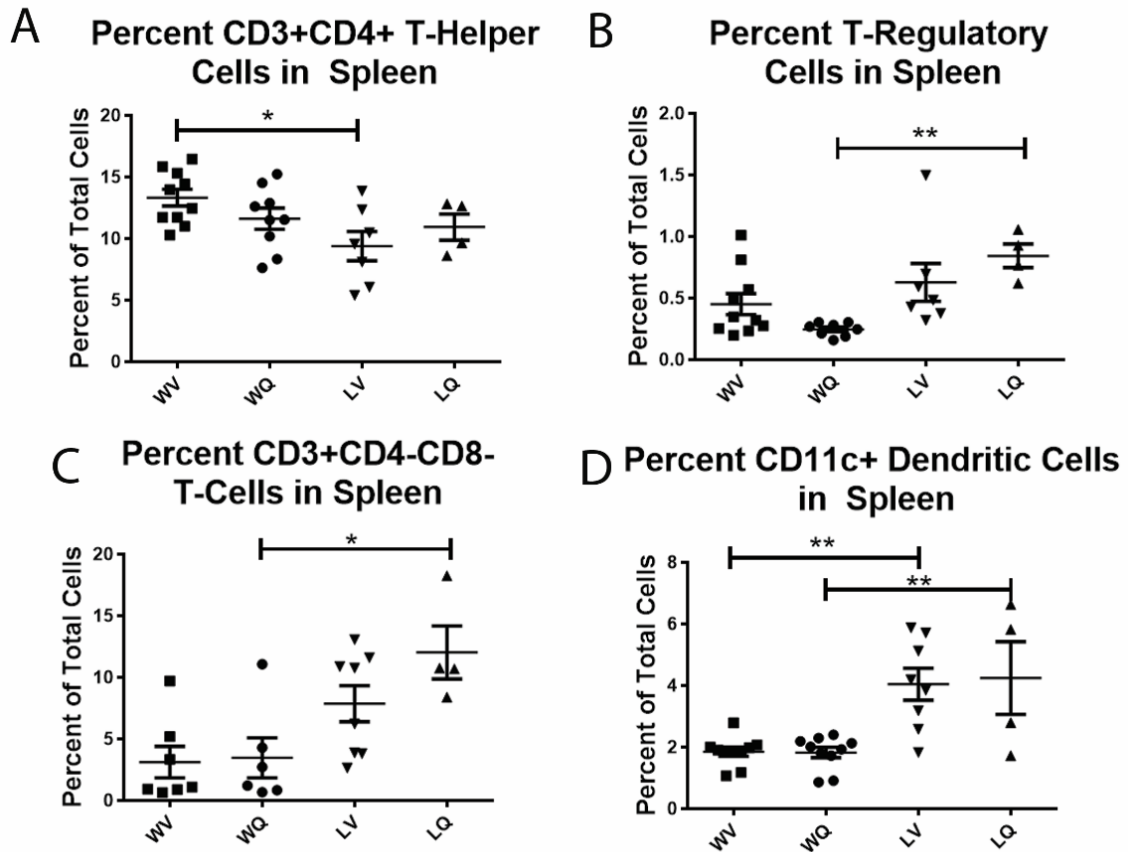 A
Percent CD3+CD4+ T-Helper
Cells in Spleen
Percent of Total Cells
20
15
10
5
0
*
WV
WQ
LV
LQ
B
Percent T-Regulatory
Cells in Spleen
Percent of Total Cells
2.0
1.5
1.0
0.5
0.0
**
WV
WQ
LV
LQ
C
Percent CD3+CD4-CD8-
T-Cells in Spleen
Percent of Total Cells
20
15
10
5
0
*
WV
WQ
LV
LQ
D
Percent CD11c+ Dendritic Cells
in Spleen
Percent of Total Cells
8
6
4
2
0
**
**
WV
WQ
LV
LQ